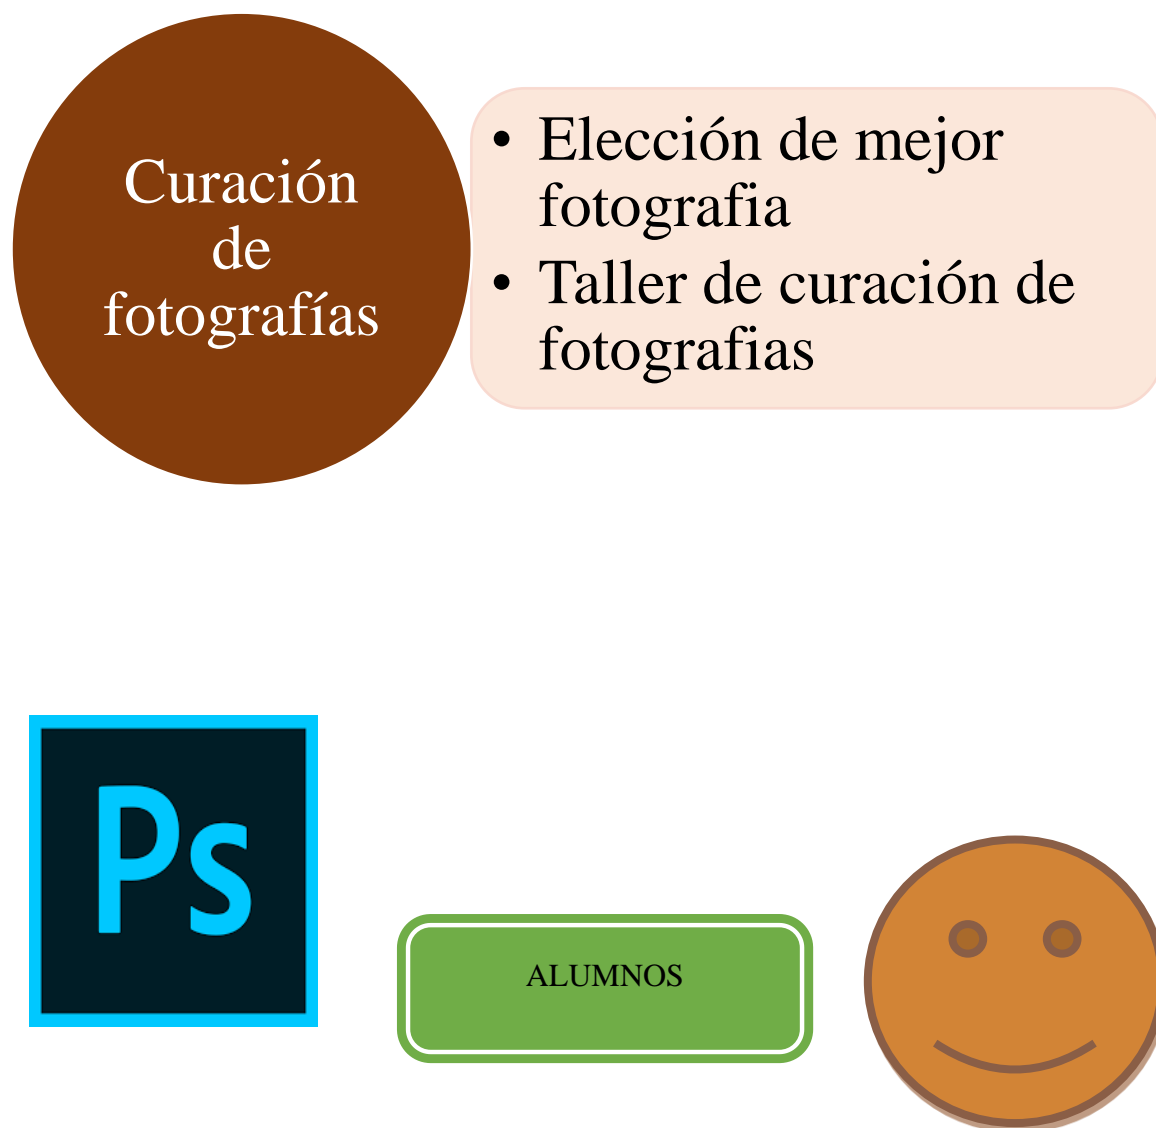 Curación
de
fotografías
• Elección de mejor
fotografia
• Taller de curación de
fotografias
Ps
ALUMNOS